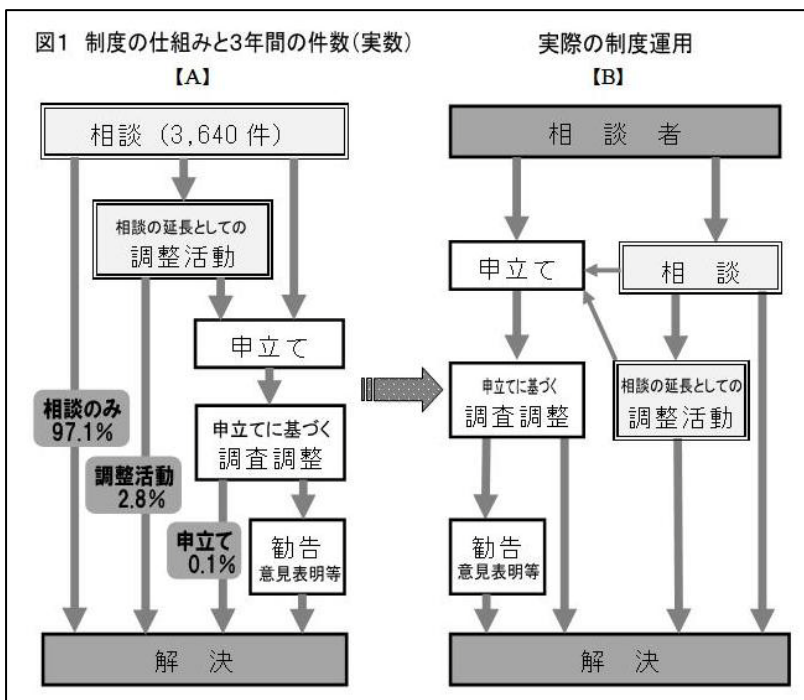 図1 制度の仕組みと3年間の件数(実数)
【A】
相談（3,640件）
相談の延長としての
調整活動
申立て
相談のみ
97.1%
申立てに基づく
調査調整
調整活動
2.8%
申立て
0.1%
勧告
意見表明等
解決
実際の制度運用
【B】
相談者
申立て
相談
申立てに基づく
調査調整
相談の延長としての
調整活動
勧告
意見表明等
解決